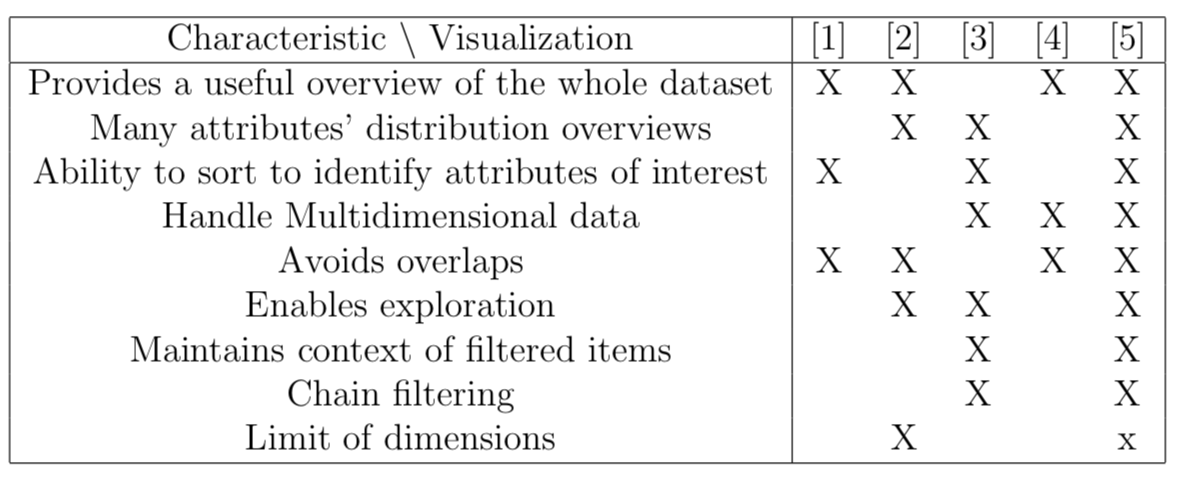 Characteristic \ Visualization [1] [2] [3] [4] [5]
Provides a useful overview of the whole dataset X X X X
Many attributes' distribution overviews X X X
Ability to sort to identify attributes of interest X X X
Handle Multidimensional data X X X
Avoids overlaps X X X X
Enables exploration X X X
Maintains context of filtered items X X
Chain filtering X X
Limit of dimensions X x